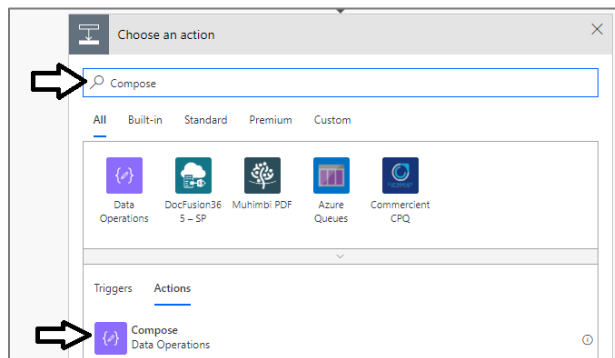 Choose an action
Compose
All Built-in Standard Premium Custom
Data
Operations
DocFusion36
5 – SP
Muhimbi PDF
Azure
Queues
Commercient
CPQ
Triggers Actions
Compose
Data Operations